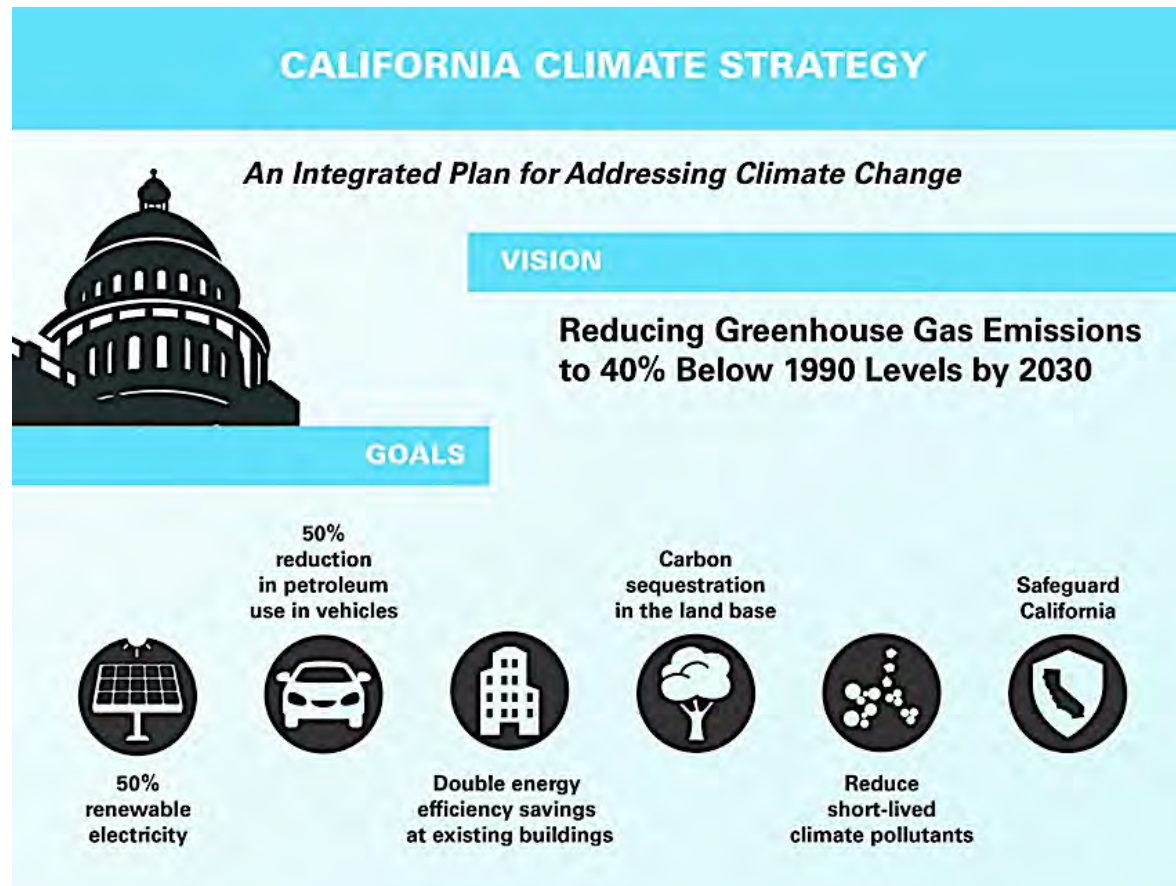 CALIFORNIA CLIMATE STRATEGY
An Integrated Plan for Addressing Climate Change
VISION
Reducing Greenhouse Gas Emissions
to 40% Below 1990 Levels by 2030
GOALS
50%
renewable
electricity
50%
reduction
in petroleum
use in vehicles
Double energy
efficiency savings
at existing buildings
Carbon
sequestration
in the land base
Reduce
short-lived
climate pollutants
Safeguard
California